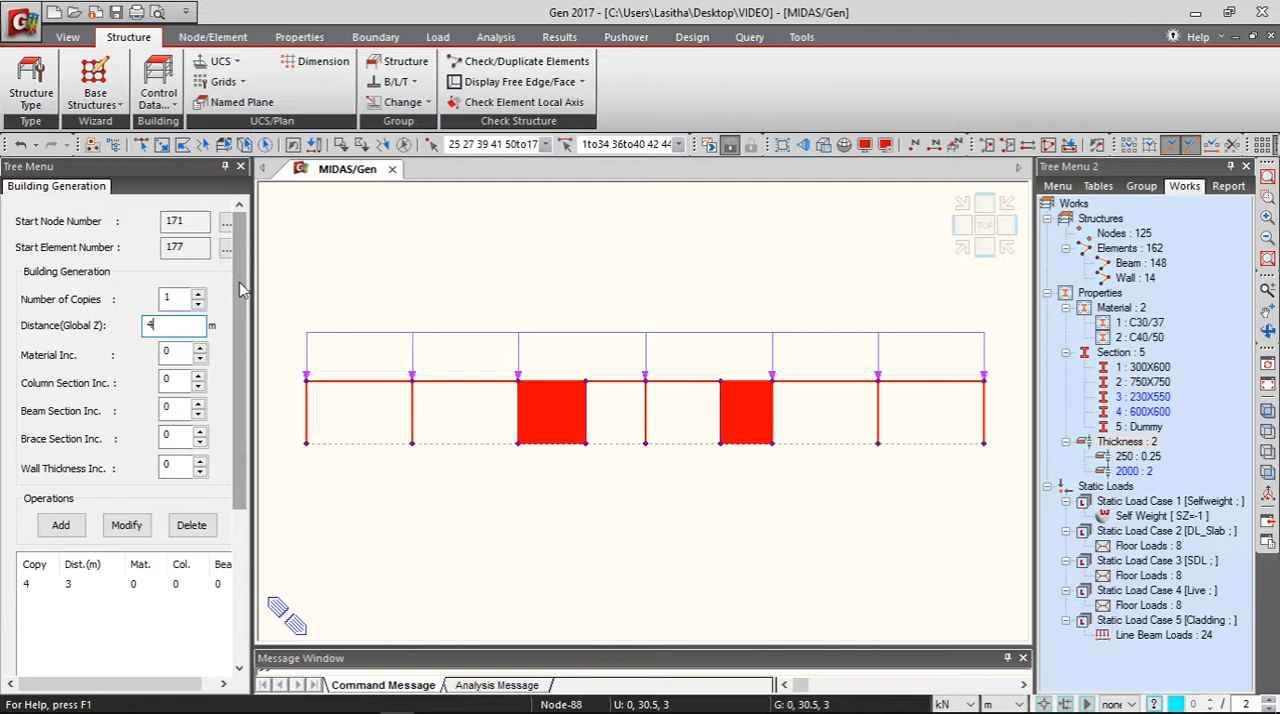 Gen 2017 - [C:\Users\Lasitha\Desktop\VIDEO] - [MIDAS/Gen]
View Structure Node/Element Properties Boundary Load Analysis Results Pushover Design Query Tools Help
Structure Type
Base Structures
Control Data...
UCS
Grids
Named Plane
Dimension
Structure
B/L/T
Change
Check/Duplicate Elements
Display Free Edge/Face
Check Element Local Axis
Type Wizard Building UCS/Plan Group Check Structure
25 27 39 41 50to17
1to34 36to40 42 44
Tree Menu
Building Generation
Start Node Number : 171 ...
Start Element Number : 177 ...
Building Generation
Number of Copies : 1
Distance(Global Z): 4 m
Material Inc. : 0
Column Section Inc. : 0
Beam Section Inc. : 0
Brace Section Inc. : 0
Wall Thickness Inc. : 0
Operations
Add Modify Delete
Copy Dist.(m) Mat. Col. Bea
4 3 0 0 0
MIDAS/Gen
TOP
Message Window
>>
Command Message Analysis Message
Tree Menu 2
Menu Tables Group Works Report
Works
Structures
Nodes : 125
Elements : 162
Beam : 148
Wall : 14
Properties
Material : 2
1 : C30/37
2 : C40/50
Section : 5
1 : 300X600
2 : 750X750
3 : 230X550
4 : 600X600
5 : Dummy
Thickness : 2
250 : 0.25
2000 : 2
Static Loads
Static Load Case 1 [Selfweight ; ]
Self Weight [ SZ=-1 ]
Static Load Case 2 [DL_Slab ; ]
Floor Loads : 8
Static Load Case 3 [SDL ; ]
Floor Loads : 8
Static Load Case 4 [Live ; ]
Floor Loads : 8
Static Load Case 5 [Cladding ; ]
Line Beam Loads : 24
For Help, press F1
Node-88
U: 0, 30.5, 3
G: 0, 30.5, 3
kN
m
none
?
0
/ 2